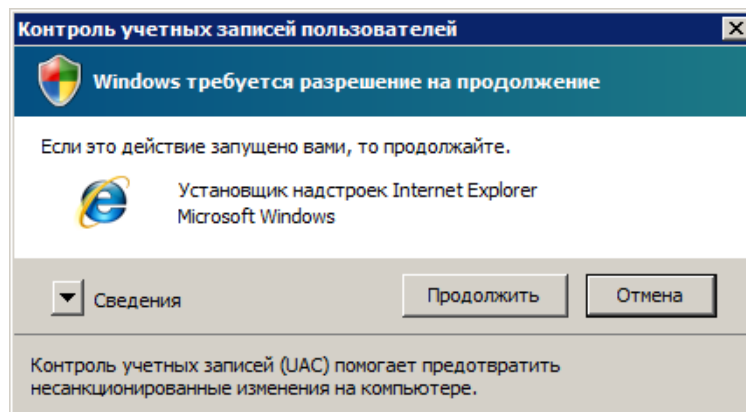 Контроль учетных записей пользователей
Windows требуется разрешение на продолжение
Если это действие запущено вами, то продолжайте.
Установщик надстроек Internet Explorer
Microsoft Windows
Сведения
Продолжить
Отмена
Контроль учетных записей (UAC) помогает предотвратить
несанкционированные изменения на компьютере.